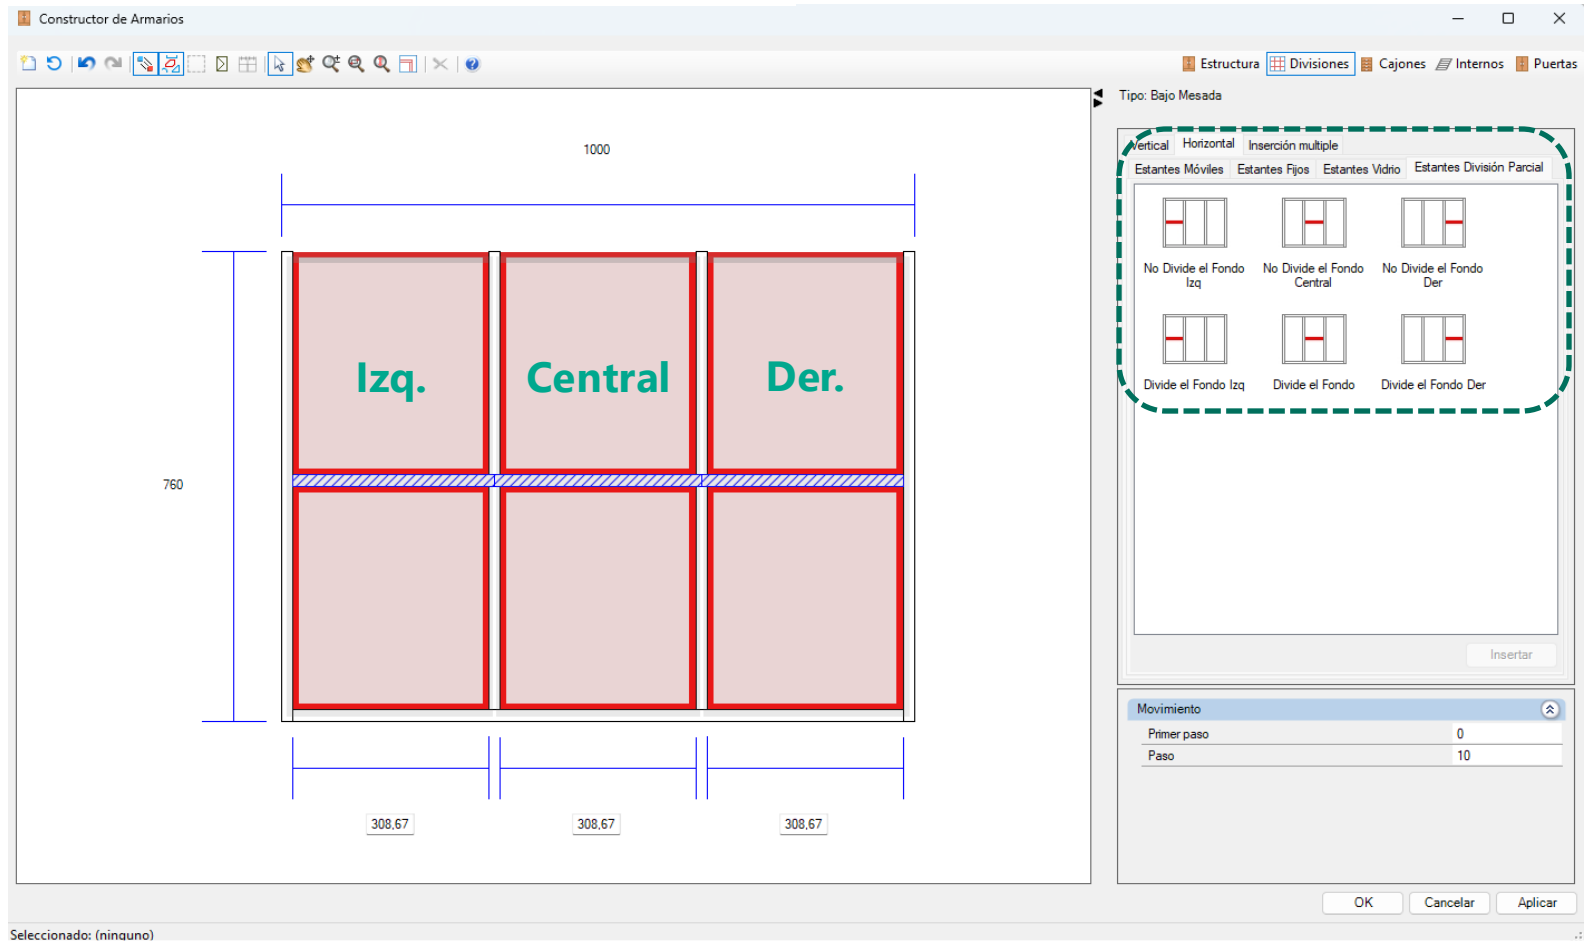 Constructor de Armarios
Estructura Divisiones Cajones Internos Puertas
Tipo: Bajo Mesada
Vertical Horizontal Inserción multiple
Estantes Móviles Estantes Fijos Estantes Vidrio Estantes División Parcial
No Divide el Fondo Izq
No Divide el Fondo Central
No Divide el Fondo Der
Divide el Fondo Izq
Divide el Fondo
Divide el Fondo Der
Insertar
1000
Izq. Central Der.
760
308,67 308,67 308,67
Movimiento
Primer paso 0
Paso 10
OK Cancelar Aplicar
Seleccionado: (ninguno)